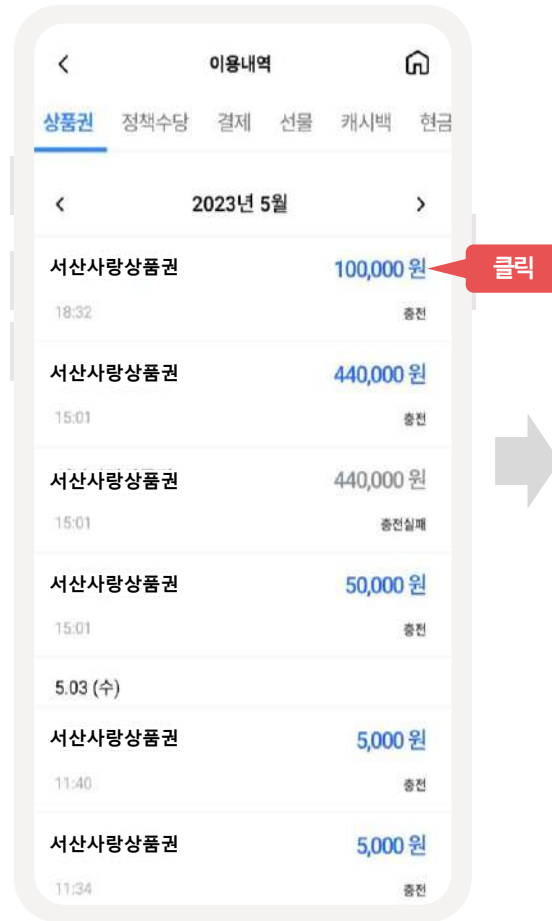 이용내역
상품권 정책수당 결제 선물 캐시백 현금
2023년 5월
서산사랑상품권 100,000 원
클릭
18:32 충전
서산사랑상품권 440,000 원
15:01 충전
서산사랑상품권 440,000 원
15:01 충전실패
서산사랑상품권 50,000 원
15:01 충전
5.03 (수)
서산사랑상품권 5,000 원
11:40 충전
서산사랑상품권 5,000 원
11:34 충전